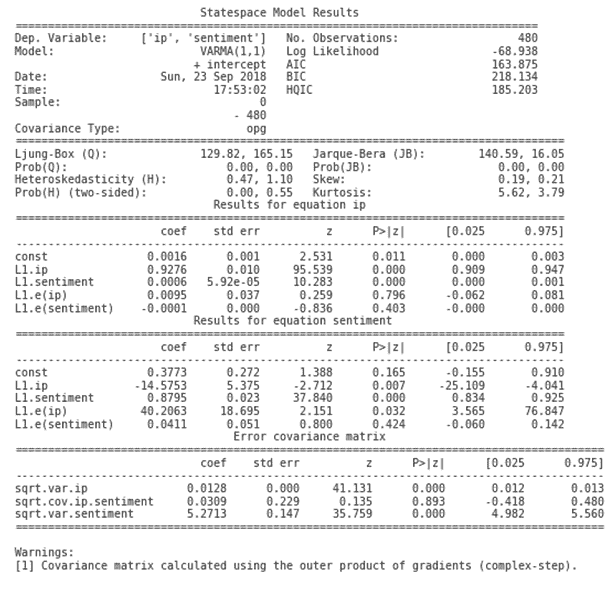 Statespace Model Results
==============================================================================
Dep. Variable: ['ip', 'sentiment'] No. Observations: 480
Model: VARMA(1,1) Log Likelihood -68.938
+ intercept AIC 163.875
Date: Sun, 23 Sep 2018 BIC 218.134
Time: 17:53:02 HQIC 185.203
Sample: 0
- 480
Covariance Type: opg
==============================================================================
Ljung-Box (Q): 129.82, 165.15 Jarque-Bera (JB): 140.59, 16.05
Prob(Q): 0.00, 0.00 Prob(JB): 0.00, 0.00
Heteroskedasticity (H): 0.47, 1.10 Skew: 0.19, 0.21
Prob(H) (two-sided): 0.00, 0.55 Kurtosis: 5.62, 3.79
Results for equation ip
==============================================================================
coef std err z P>|z| [0.025 0.975]
------------------------------------------------------------------------------
const 0.0016 0.001 2.531 0.011 0.000 0.003
L1.ip 0.9276 0.010 95.539 0.000 0.909 0.947
L1.sentiment 0.0006 5.92e-05 10.283 0.000 0.000 0.001
L1.e(ip) 0.0095 0.037 0.259 0.796 -0.062 0.081
L1.e(sentiment) -0.0001 0.000 -0.836 0.403 -0.000 0.000
Results for equation sentiment
==============================================================================
coef std err z P>|z| [0.025 0.975]
------------------------------------------------------------------------------
const 0.3773 0.272 1.388 0.165 -0.155 0.910
L1.ip -14.5753 5.375 -2.712 0.007 -25.109 -4.041
L1.sentiment 0.8795 0.023 37.840 0.000 0.834 0.925
L1.e(ip) 40.2063 18.695 2.151 0.032 3.565 76.847
L1.e(sentiment) 0.0411 0.051 0.800 0.424 -0.060 0.142
Error covariance matrix
==============================================================================
coef std err z P>|z| [0.025 0.975]
------------------------------------------------------------------------------
sqrt.var.ip 0.0128 0.000 41.131 0.000 0.012 0.013
sqrt.cov.ip.sentiment 0.0309 0.229 0.135 0.893 -0.418 0.480
sqrt.var.sentiment 5.2713 0.147 35.759 0.000 4.982 5.560
==============================================================================
Warnings:
[1] Covariance matrix calculated using the outer product of gradients (complex-step).